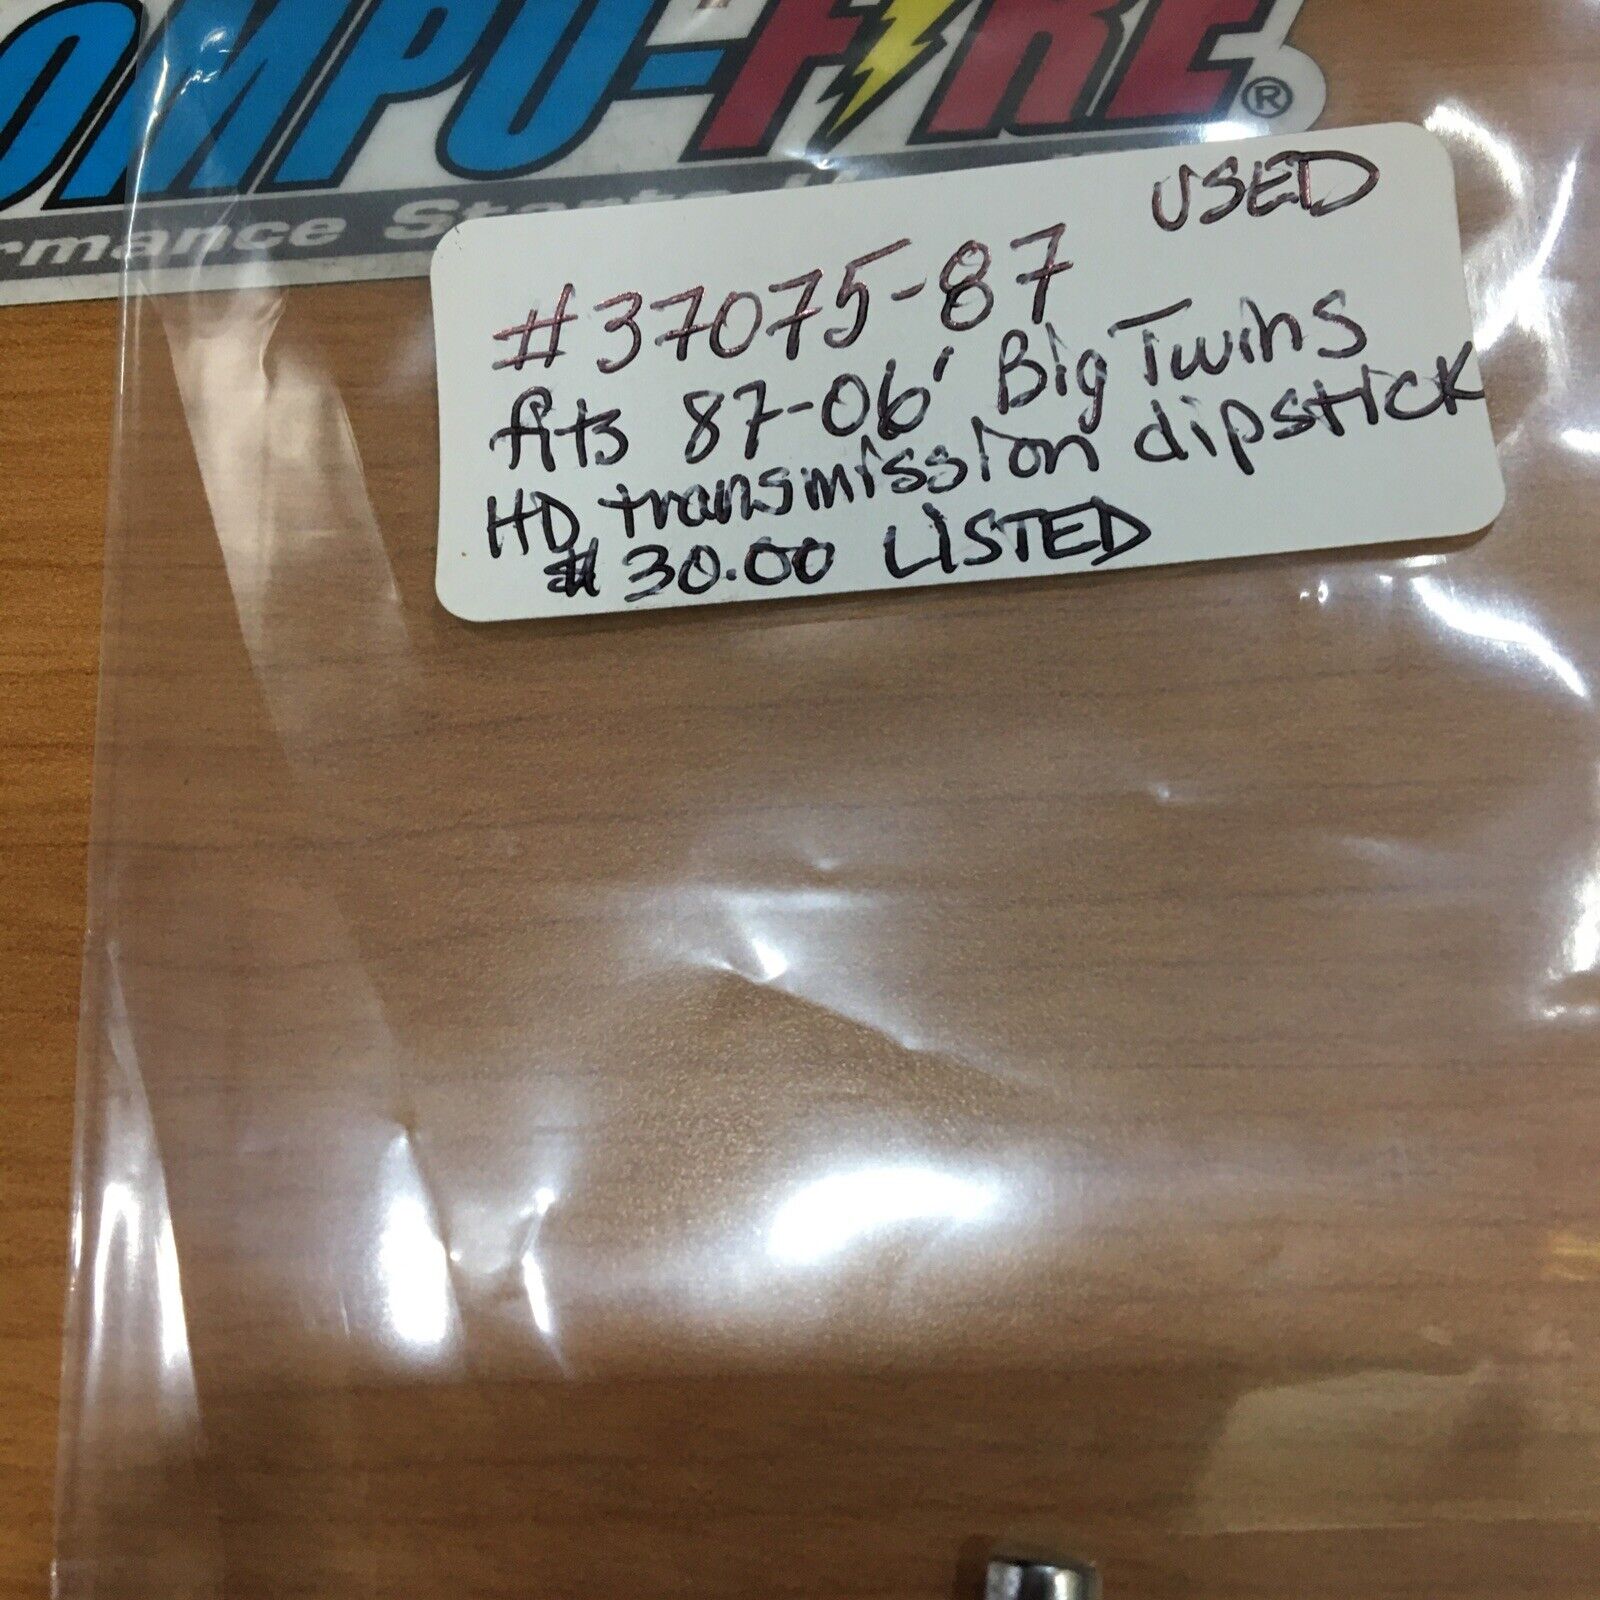 OMPU-FIRE®
rmance Starte
USED
#37075-87
fits 87-06' Big Twins
HD transmission dipstick
$30.00 LISTED